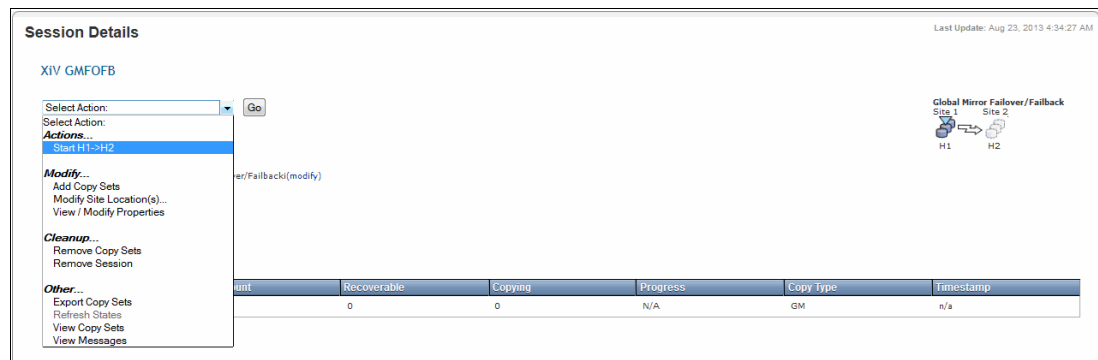 Session Details
Last Update: Aug 23, 2013 4:34:27 AM
XiV GMFOFB
Select Action:
Go
Select Action:
Actions...
Start H1->H2
Modify...
Add Copy Sets
Modify Site Location(s)...
View / Modify Properties
Cleanup...
Remove Copy Sets
Remove Session
Other...
Export Copy Sets
Refresh States
View Copy Sets
View Messages
Global Mirror Failover/Failback
Site 1 Site 2
H1 H2
er/Failbacki(modify)
unt Recoverable Copying Progress Copy Type Timestamp
0 0 N/A GM n/a